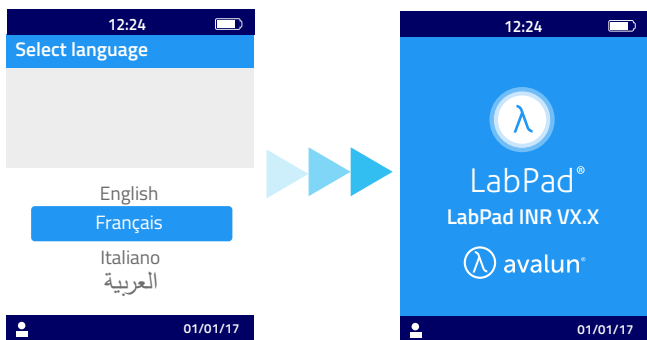 12:24
Select language
English
Français
Italiano
العربية
01/01/17
12:24
λ
LabPad®
LabPad INR VX.X
λ avalun®
01/01/17